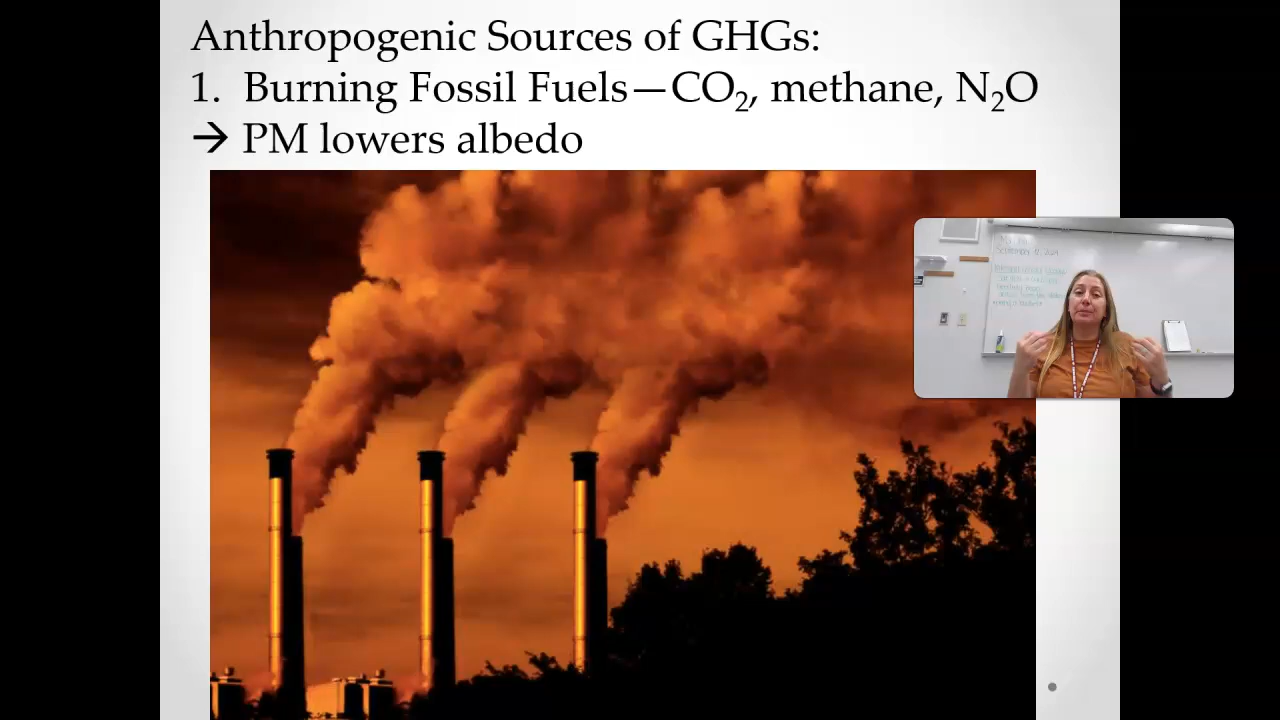 Anthropogenic Sources of GHGs:
1. Burning Fossil Fuels—CO₂, methane, N₂O
→ PM lowers albedo